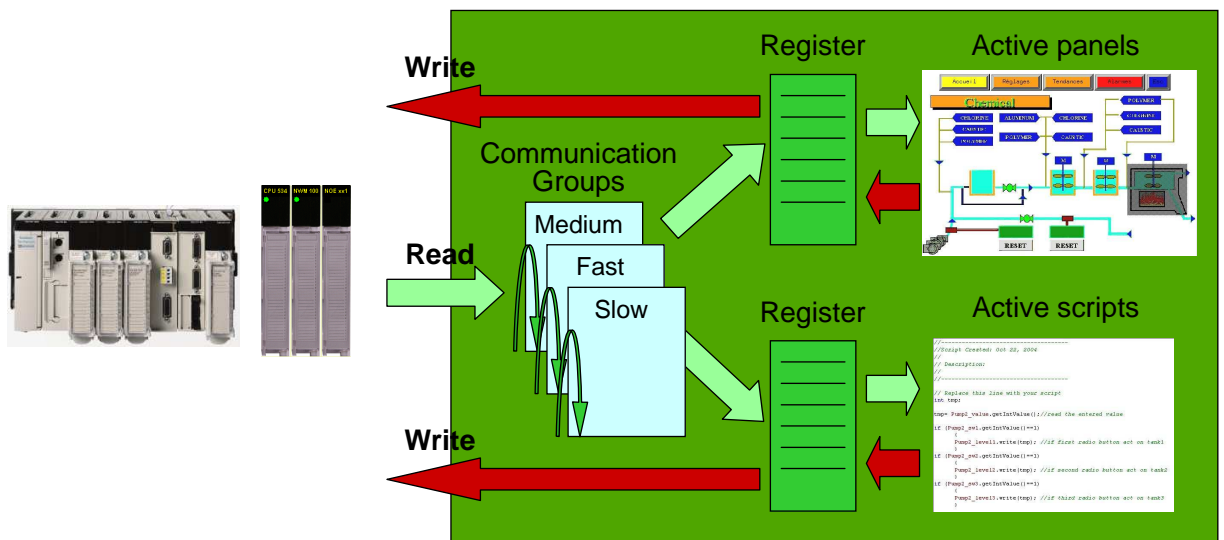 Register
Active panels
Write
Accueil
Réglages
Tendances
Chemical
POLYMER
CHLORINE
ALUMINUM
CHLORINE
CAUSTIC
POLYMER
CAUSTIC
POLYMER
M
M
M
RESET
RESET
Communication
Groups
CPU 534
NWM 100
NOE xx1
Medium
Read
Fast
Slow
Register
Active scripts
Write
//-------------------------------------
//Script Created: Oct 22, 2004
//
// Description:
//
//-------------------------------------
// Replace this line with your script
int tmp;
tmp= Pump2_value.getIntValue();//read the entered value
if (Pump2_sw1.getIntValue()==1)
{
Pump2_level1.write(tmp); //if first radio button act on tank1
}
if (Pump2_sw2.getIntValue()==1)
{
Pump2_level2.write(tmp); //if second radio button act on tank2
}
if (Pump2_sw3.getIntValue()==1)
{
Pump2_level3.write(tmp); //if third radio button act on tank3
}